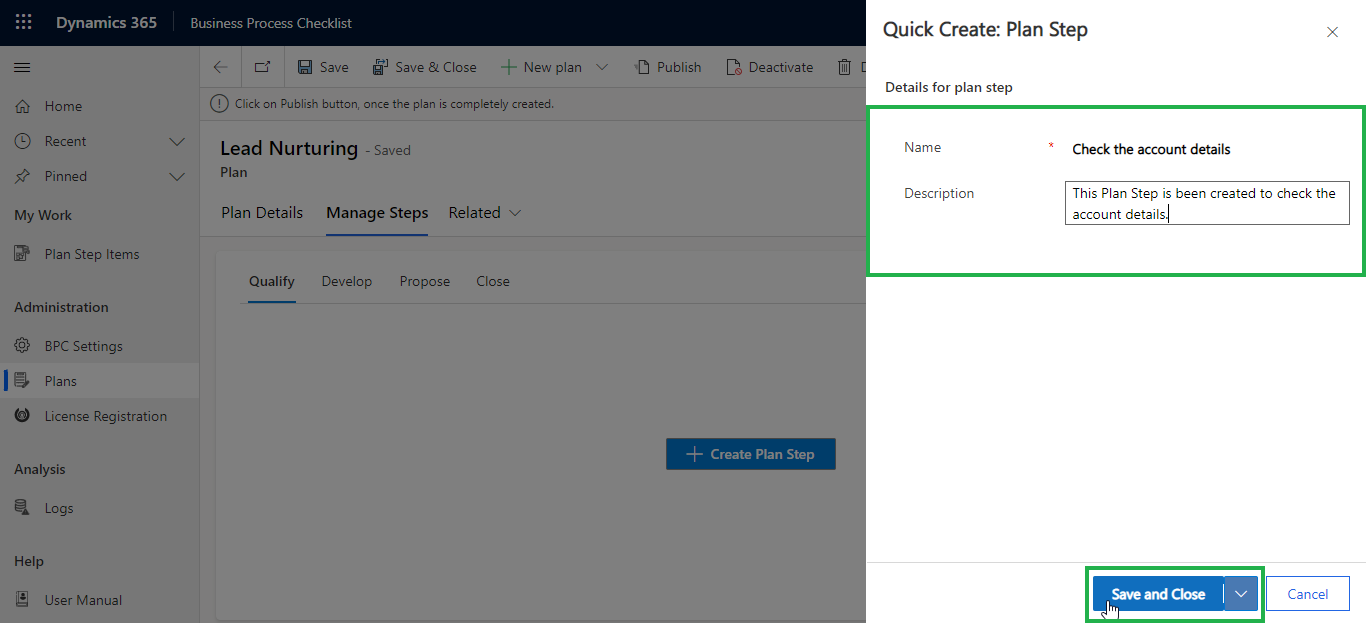 Dynamics 365
Business Process Checklist
Home
Recent
Pinned
My Work
Plan Step Items
Administration
BPC Settings
Plans
License Registration
Analysis
Logs
Help
User Manual
Save
Save & Close
New plan
Publish
Deactivate
D
Click on Publish button, once the plan is completely created.
Lead Nurturing - Saved
Plan
Plan Details
Manage Steps
Related
Qualify
Develop
Propose
Close
Create Plan Step
Quick Create: Plan Step
Details for plan step
Name * Check the account details
Description This Plan Step is been created to check the
account details.
Save and Close
Cancel